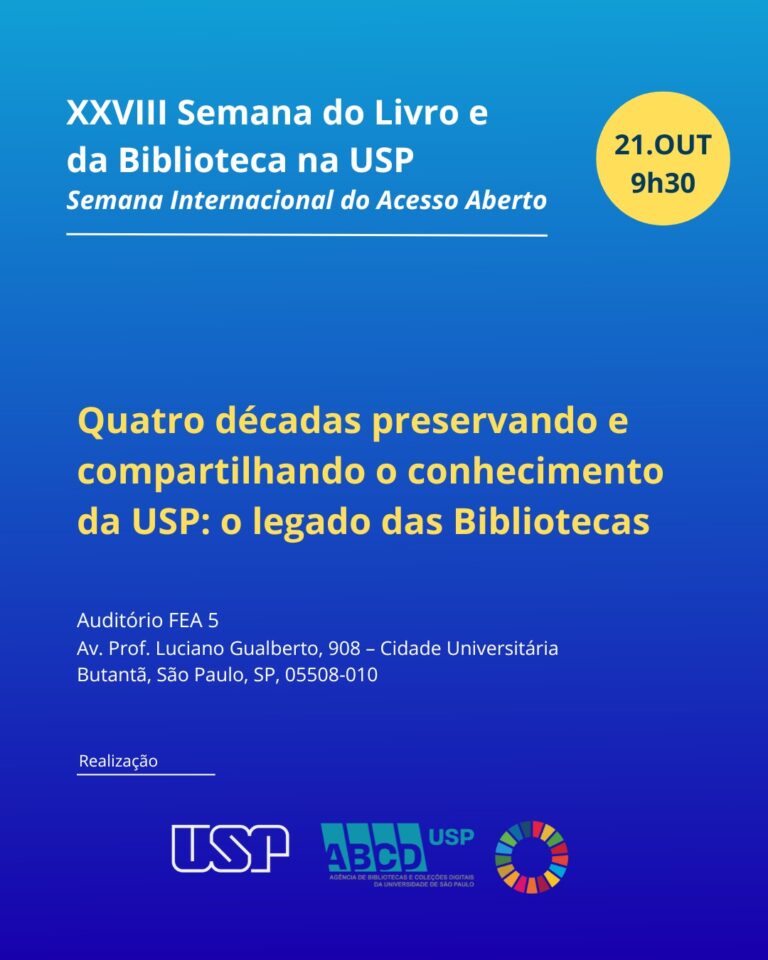 XXVIII Semana do Livro e
da Biblioteca na USP
Semana Internacional do Acesso Aberto
21.OUT
9h30
Quatro décadas preservando e
compartilhando o conhecimento
da USP: o legado das Bibliotecas
Auditório FEA 5
Av. Prof. Luciano Gualberto, 908 – Cidade Universitária
Butantã, São Paulo, SP, 05508-010
Realização
USP
ABCD USP
AGÊNCIA DE BIBLIOTECAS E COLEÇÕES DIGITAIS
DA UNIVERSIDADE DE SÃO PAULO